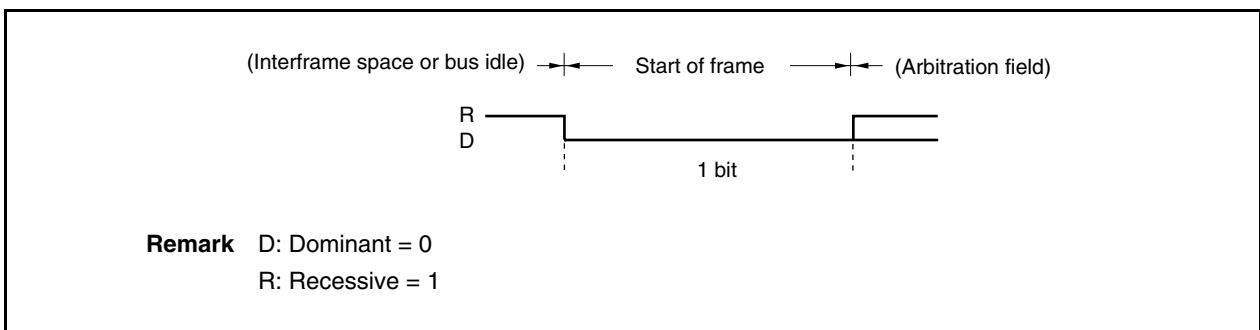 (Interframe space or bus idle) Start of frame (Arbitration field)
R
D
1 bit
Remark D: Dominant = 0
R: Recessive = 1